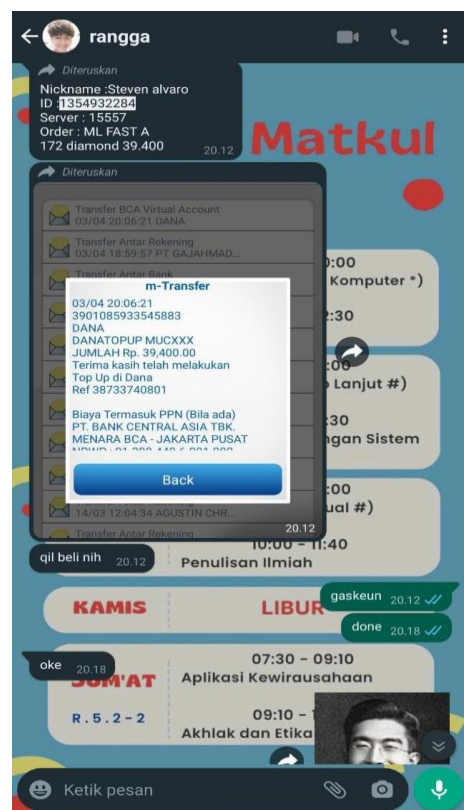 rangga
Diteruskan
Nickname :Steven alvaro
ID :1354932284
Server : 15557
Order : ML FAST A
172 diamond 39.400
20.12
Matkul
Diteruskan
Transfer BCA Virtual Account
03/04 20:06:21 DANA
Transfer Antar Rekening
03/04 18:59:57 PT GAJAHMAD...
Transfer Antar Bank
m-Transfer
03/04 20:06:21
3901085933545883
DANA
DANATOPUP MUCXXX
JUMLAH Rp. 39,400.00
Terima kasih telah melakukan
Top Up di Dana
Ref 38733740801
Biaya Termasuk PPN (Bila ada)
PT. BANK CENTRAL ASIA TBK.
MENARA BCA - JAKARTA PUSAT
Back
14/03 12:04:34 AGUSTIN CHR...
Transfer Antar Rekening
20.12
:00
Komputer *)
:30
:00
Lanjut #)
:30
ngan Sistem
:00
ual #)
10:00 - 11:40
Penulisan Ilmiah
qil beli nih 20.12
gaskeun 20.12
KAMIS
LIBUR
done 20.18
oke 20.18
JUM'AT
07:30 - 09:10
Aplikasi Kewirausahaan
R.5.2-2
09:10 - 1
Akhlak dan Etika
Ketik pesan